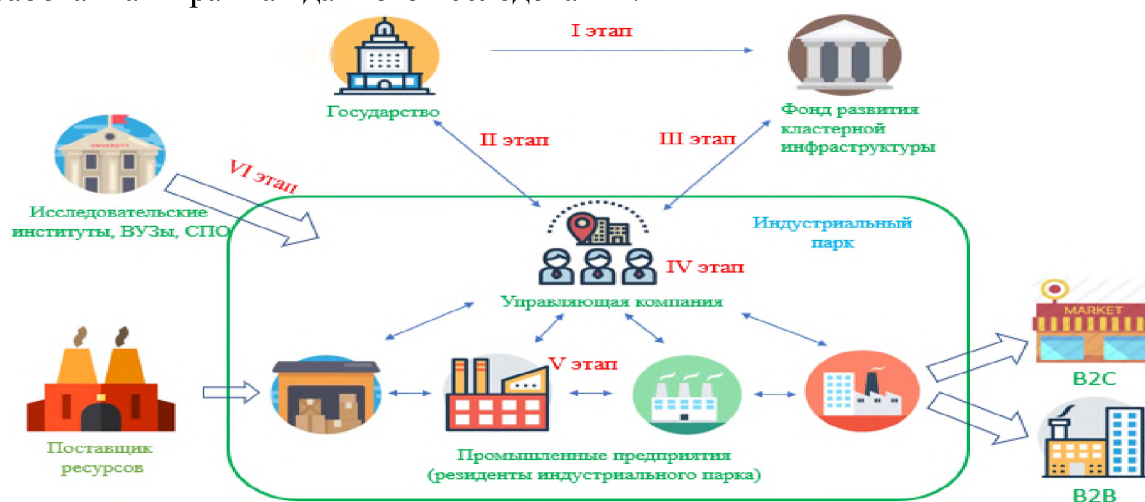 I этап
Государство
Фонд развития
кластерной
инфраструктуры
II этап
III этап
UNIVERSITY
VI этап
Исследовательские
институты, ВУЗы, СПО
Индустриальный
парк
IV этап
Управляющая компания
MARKET
V этап
B2C
Поставщик
ресурсов
Промышленные предприятия
(резиденты индустриального парка)
B2B